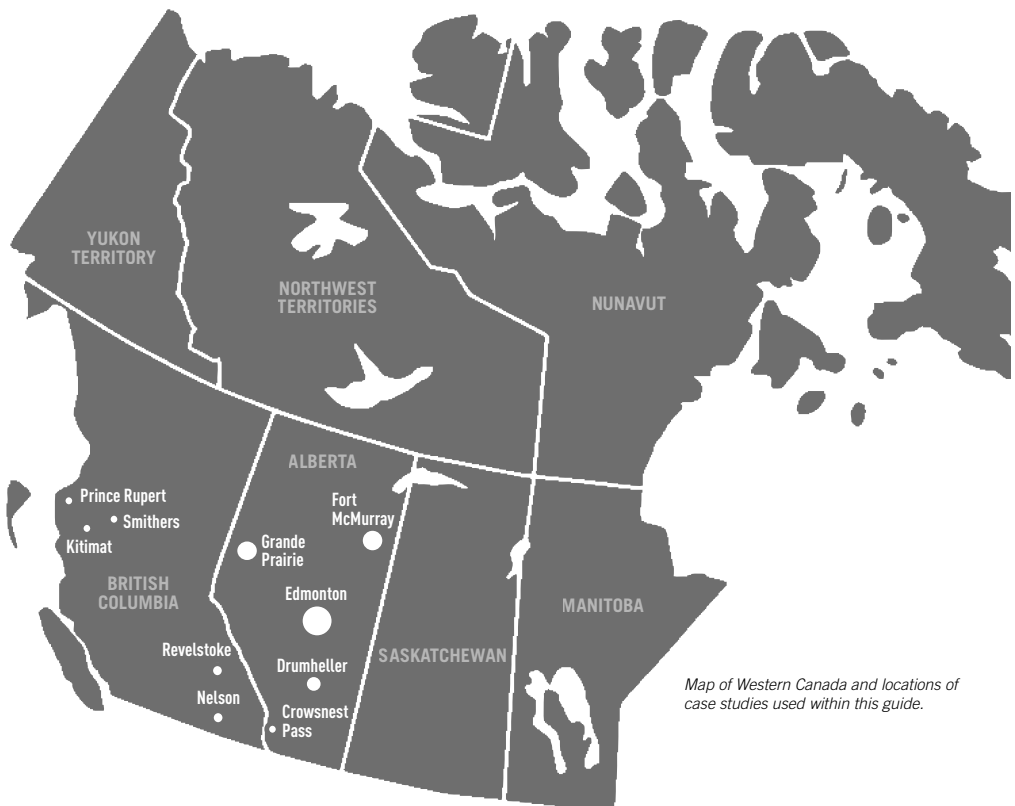 YUKON
TERRITORY
NORTHWEST
TERRITORIES
NUNAVUT
ALBERTA
Prince Rupert
Smithers
Kitimat
Fort
McMurray
Grande
Prairie
BRITISH
COLUMBIA
Edmonton
MANITOBA
SASKATCHEWAN
Revelstoke
Drumheller
Nelson
Crowsnest
Pass
Map of Western Canada and locations of
case studies used within this guide.